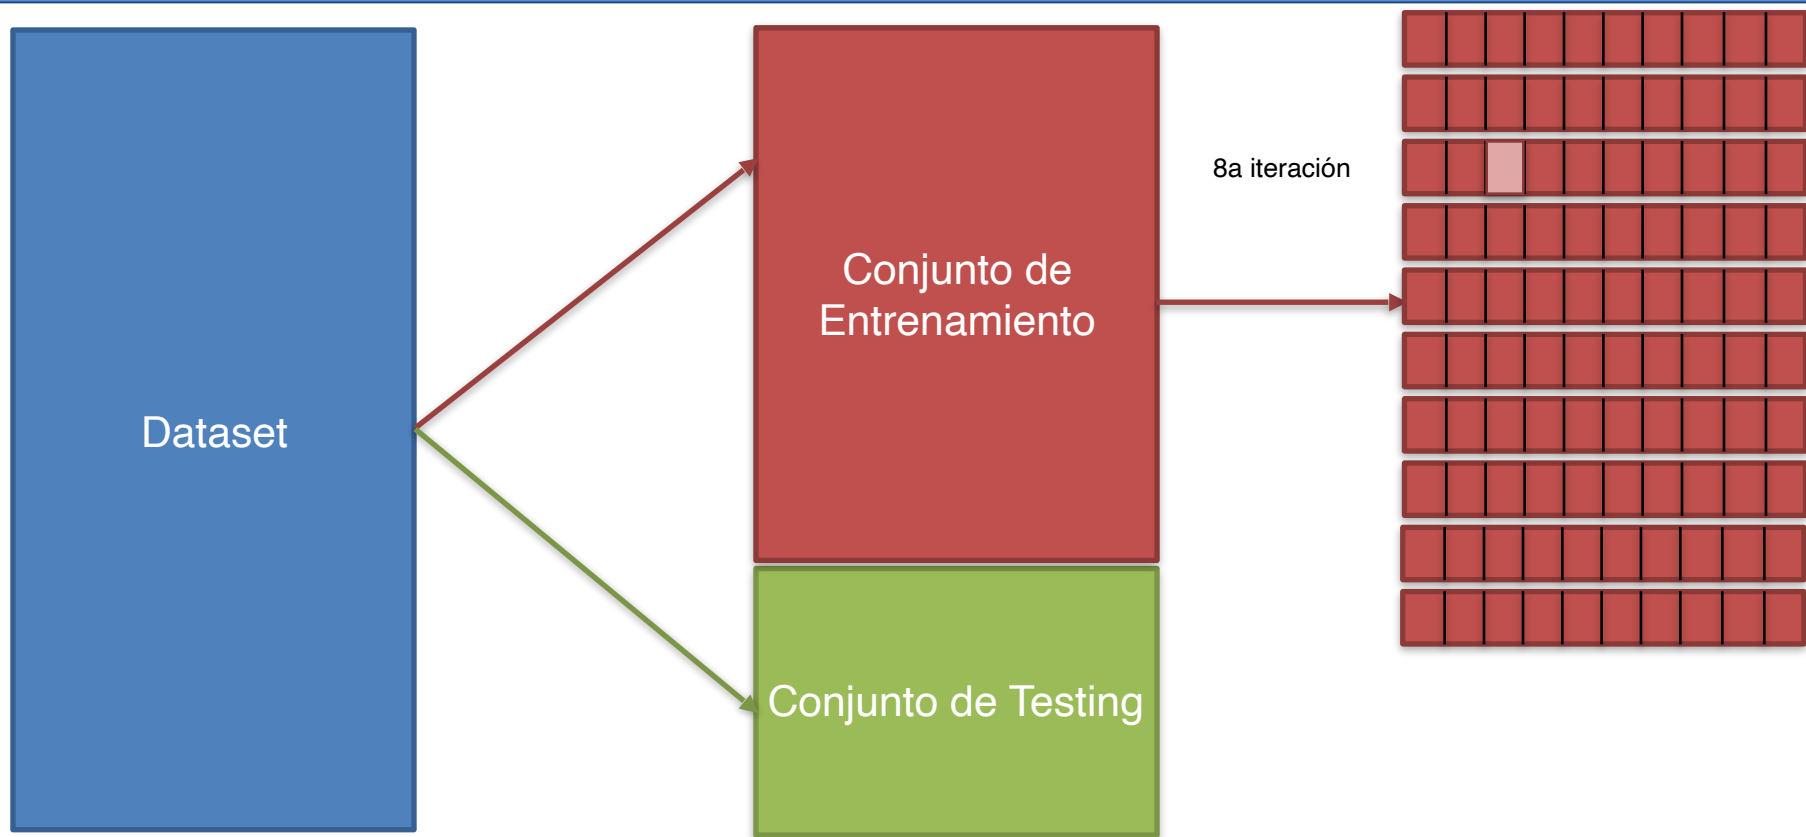 Dataset
Conjunto de
Entrenamiento
8a iteración
Conjunto de Testing